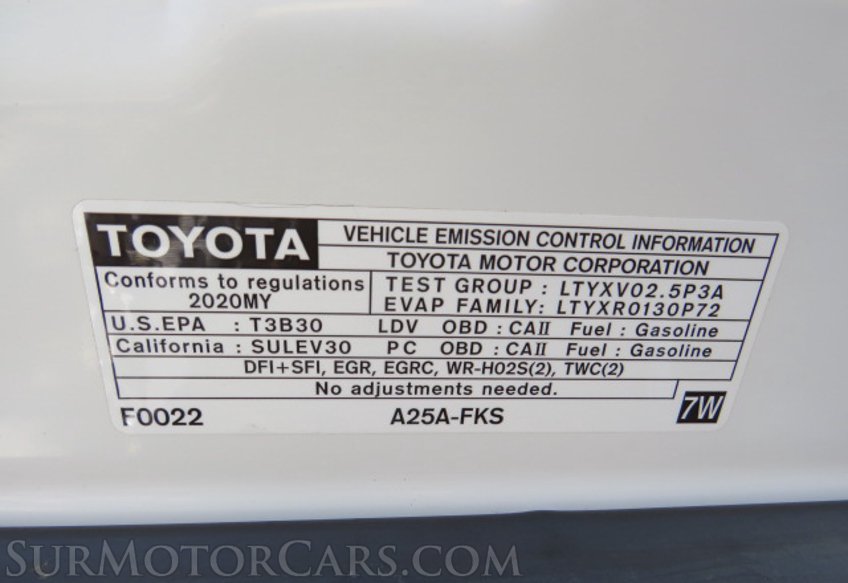 TOYOTA VEHICLE EMISSION CONTROL INFORMATION
TOYOTA MOTOR CORPORATION
Conforms to regulations
2020MY
TEST GROUP : LTYXV02.5P3A
EVAP FAMILY: LTYXR0130P72
U.S.EPA : T3B30 LDV OBD : CAII Fuel : Gasoline
California : SULEV30 PC OBD : CAII Fuel : Gasoline
DFI+SFI, EGR, EGRC, WR-HO2S(2), TWC(2)
No adjustments needed.
F0022 A25A-FKS 7W
SURMOTORCARS.COM